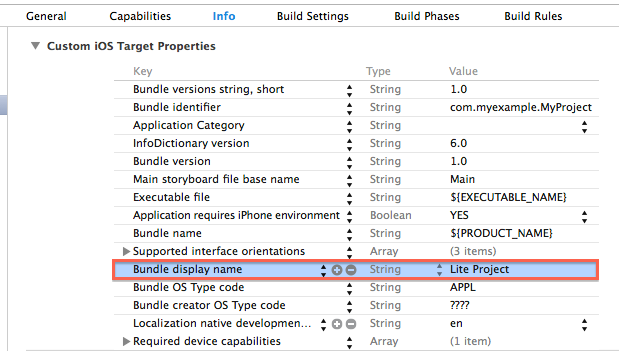 General Capabilities Info Build Settings Build Phases Build Rules
Custom iOS Target Properties
Key Type Value
Bundle versions string, short String 1.0
Bundle identifier String com.myexample.MyProject
Application Category String
InfoDictionary version String 6.0
Bundle version String 1.0
Main storyboard file base name String Main
Executable file String ${EXECUTABLE_NAME}
Application requires iPhone environment Boolean YES
Bundle name String ${PRODUCT_NAME}
Supported interface orientations Array (3 items)
Bundle display name String Lite Project
Bundle OS Type code String APPL
Bundle creator OS Type code String ????
Localization native developmen... String en
Required device capabilities Array (1 item)